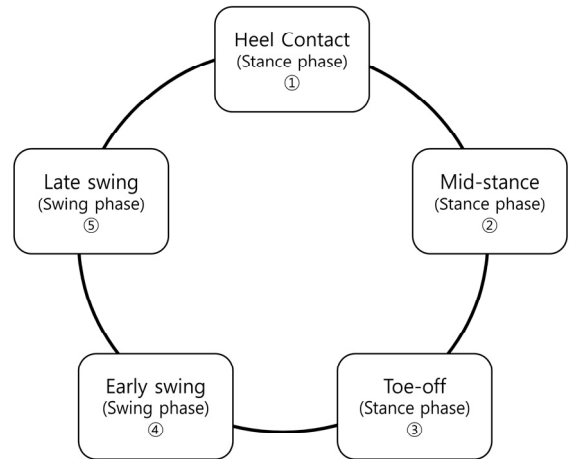 Heel Contact
(Stance phase)
①
Mid-stance
(Stance phase)
②
Toe-off
(Stance phase)
③
Early swing
(Swing phase)
④
Late swing
(Swing phase)
⑤